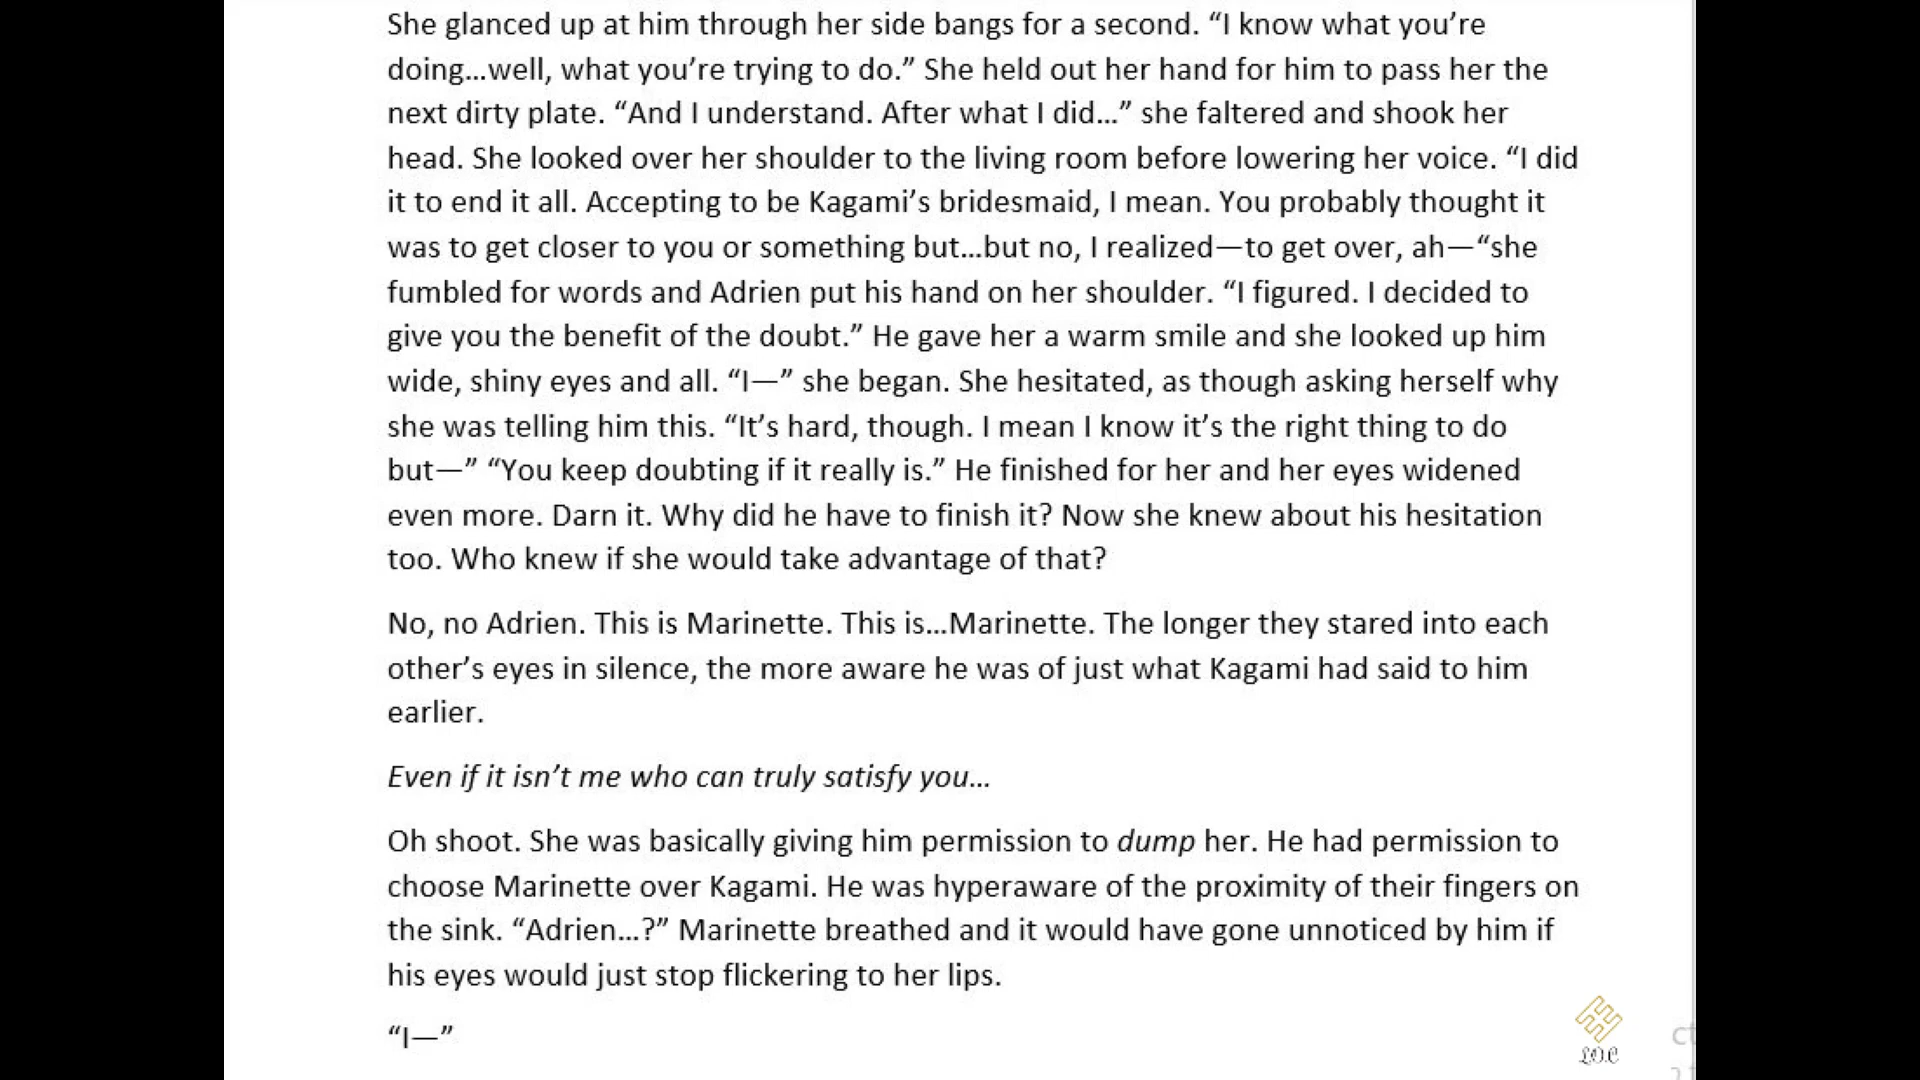 She glanced up at him through her side bangs for a second. “I know what you’re
doing…well, what you’re trying to do.” She held out her hand for him to pass her the
next dirty plate. “And I understand. After what I did…” she faltered and shook her
head. She looked over her shoulder to the living room before lowering her voice. “I did
it to end it all. Accepting to be Kagami’s bridesmaid, I mean. You probably thought it
was to get closer to you or something but…but no, I realized—to get over, ah—“she
fumbled for words and Adrien put his hand on her shoulder. “I figured. I decided to
give you the benefit of the doubt.” He gave her a warm smile and she looked up him
wide, shiny eyes and all. “I—” she began. She hesitated, as though asking herself why
she was telling him this. “It’s hard, though. I mean I know it’s the right thing to do
but—” “You keep doubting if it really is.” He finished for her and her eyes widened
even more. Darn it. Why did he have to finish it? Now she knew about his hesitation
too. Who knew if she would take advantage of that?
No, no Adrien. This is Marinette. This is…Marinette. The longer they stared into each
other’s eyes in silence, the more aware he was of just what Kagami had said to him
earlier.
Even if it isn’t me who can truly satisfy you…
Oh shoot. She was basically giving him permission to dump her. He had permission to
choose Marinette over Kagami. He was hyperaware of the proximity of their fingers on
the sink. “Adrien…?” Marinette breathed and it would have gone unnoticed by him if
his eyes would just stop flickering to her lips.
“I—”
L.O.C